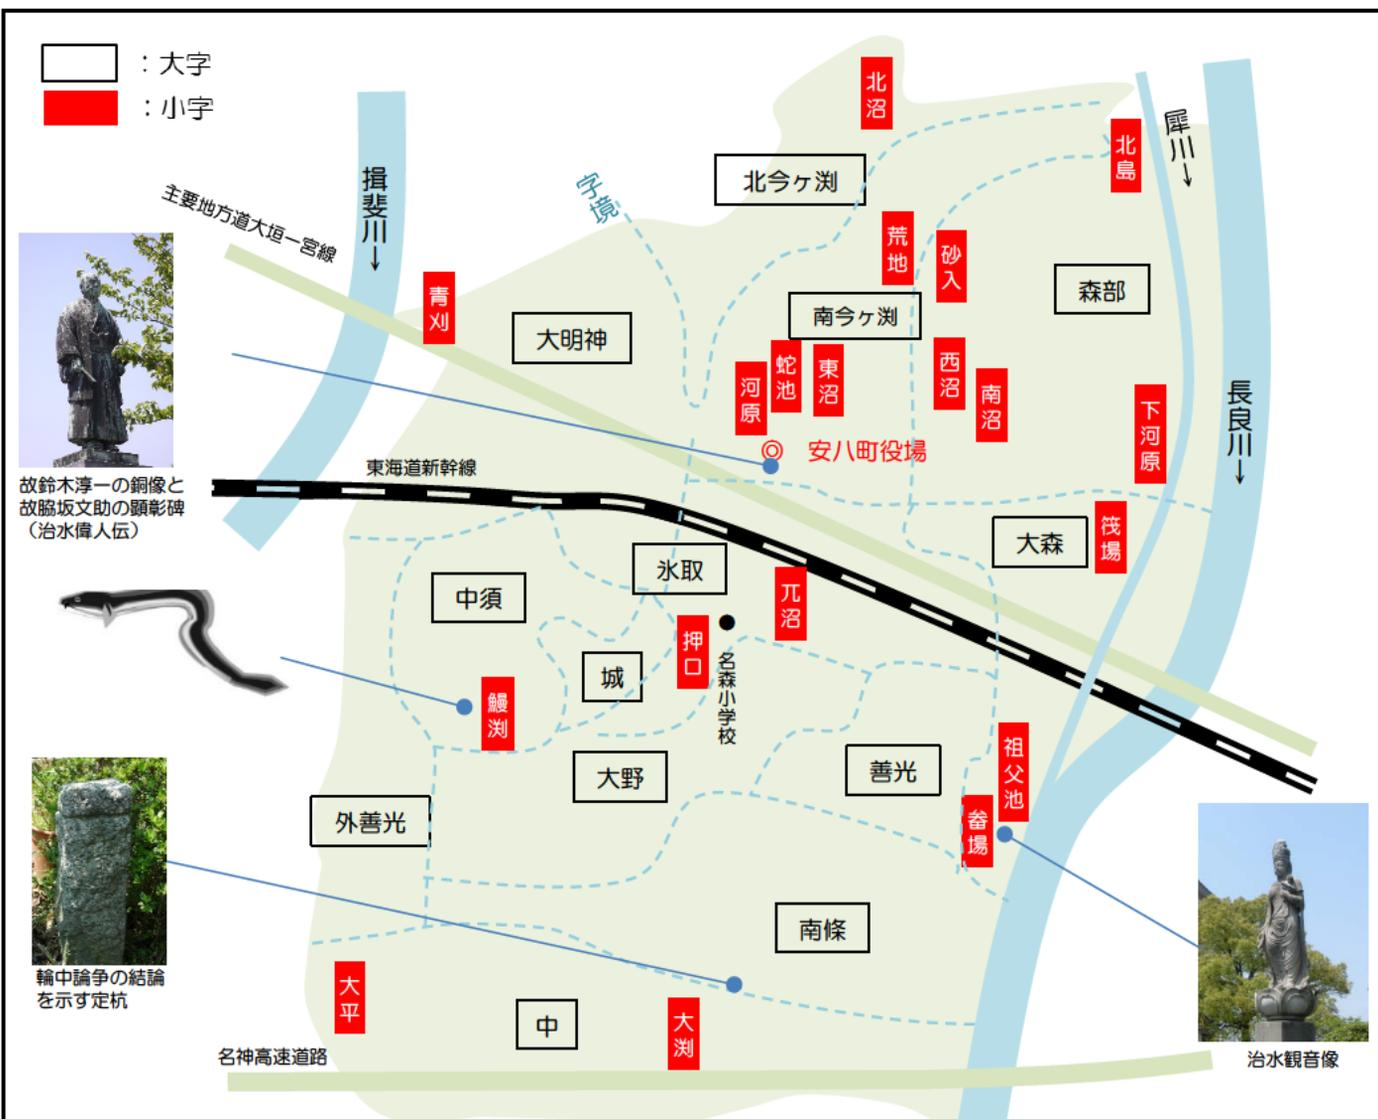 ：大字
：小字
北沼
犀川→
北島
揖斐川→
北今ヶ渕
字境
主要地方道大垣一宮線
荒地
砂入
森部
青刈
南今ヶ渕
大明神
蛇池
東沼
西沼
河原
南沼
下河原
長良川→
安八町役場
東海道新幹線
故鈴木淳一の銅像と
故脇坂文助の顕彰碑
（治水偉人伝）
筏場
大森
氷取
中須
兀沼
押口
城
名森小学校
鰻渕
祖父池
大野
善光
畚場
外善光
南條
輪中論争の結論
を示す定杭
大平
中
大渕
名神高速道路
治水観音像